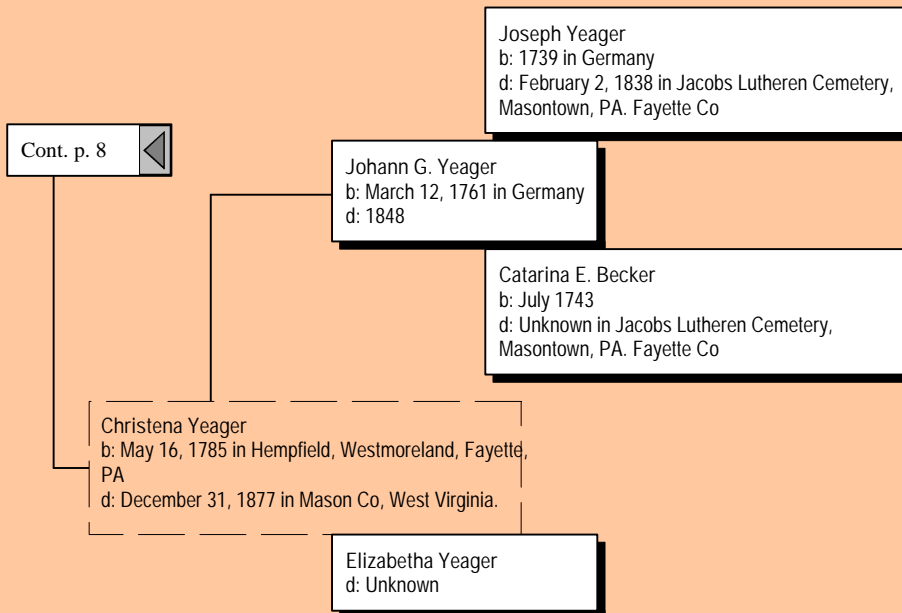 Joseph Yeager
b: 1739 in Germany
d: February 2, 1838 in Jacobs Lutheren Cemetery,
Masontown, PA. Fayette Co
Cont. p. 8
Johann G. Yeager
b: March 12, 1761 in Germany
d: 1848
Catarina E. Becker
b: July 1743
d: Unknown in Jacobs Lutheren Cemetery,
Masontown, PA. Fayette Co
Christena Yeager
b: May 16, 1785 in Hempfield, Westmoreland, Fayette,
PA
d: December 31, 1877 in Mason Co, West Virginia.
Elizabetha Yeager
d: Unknown